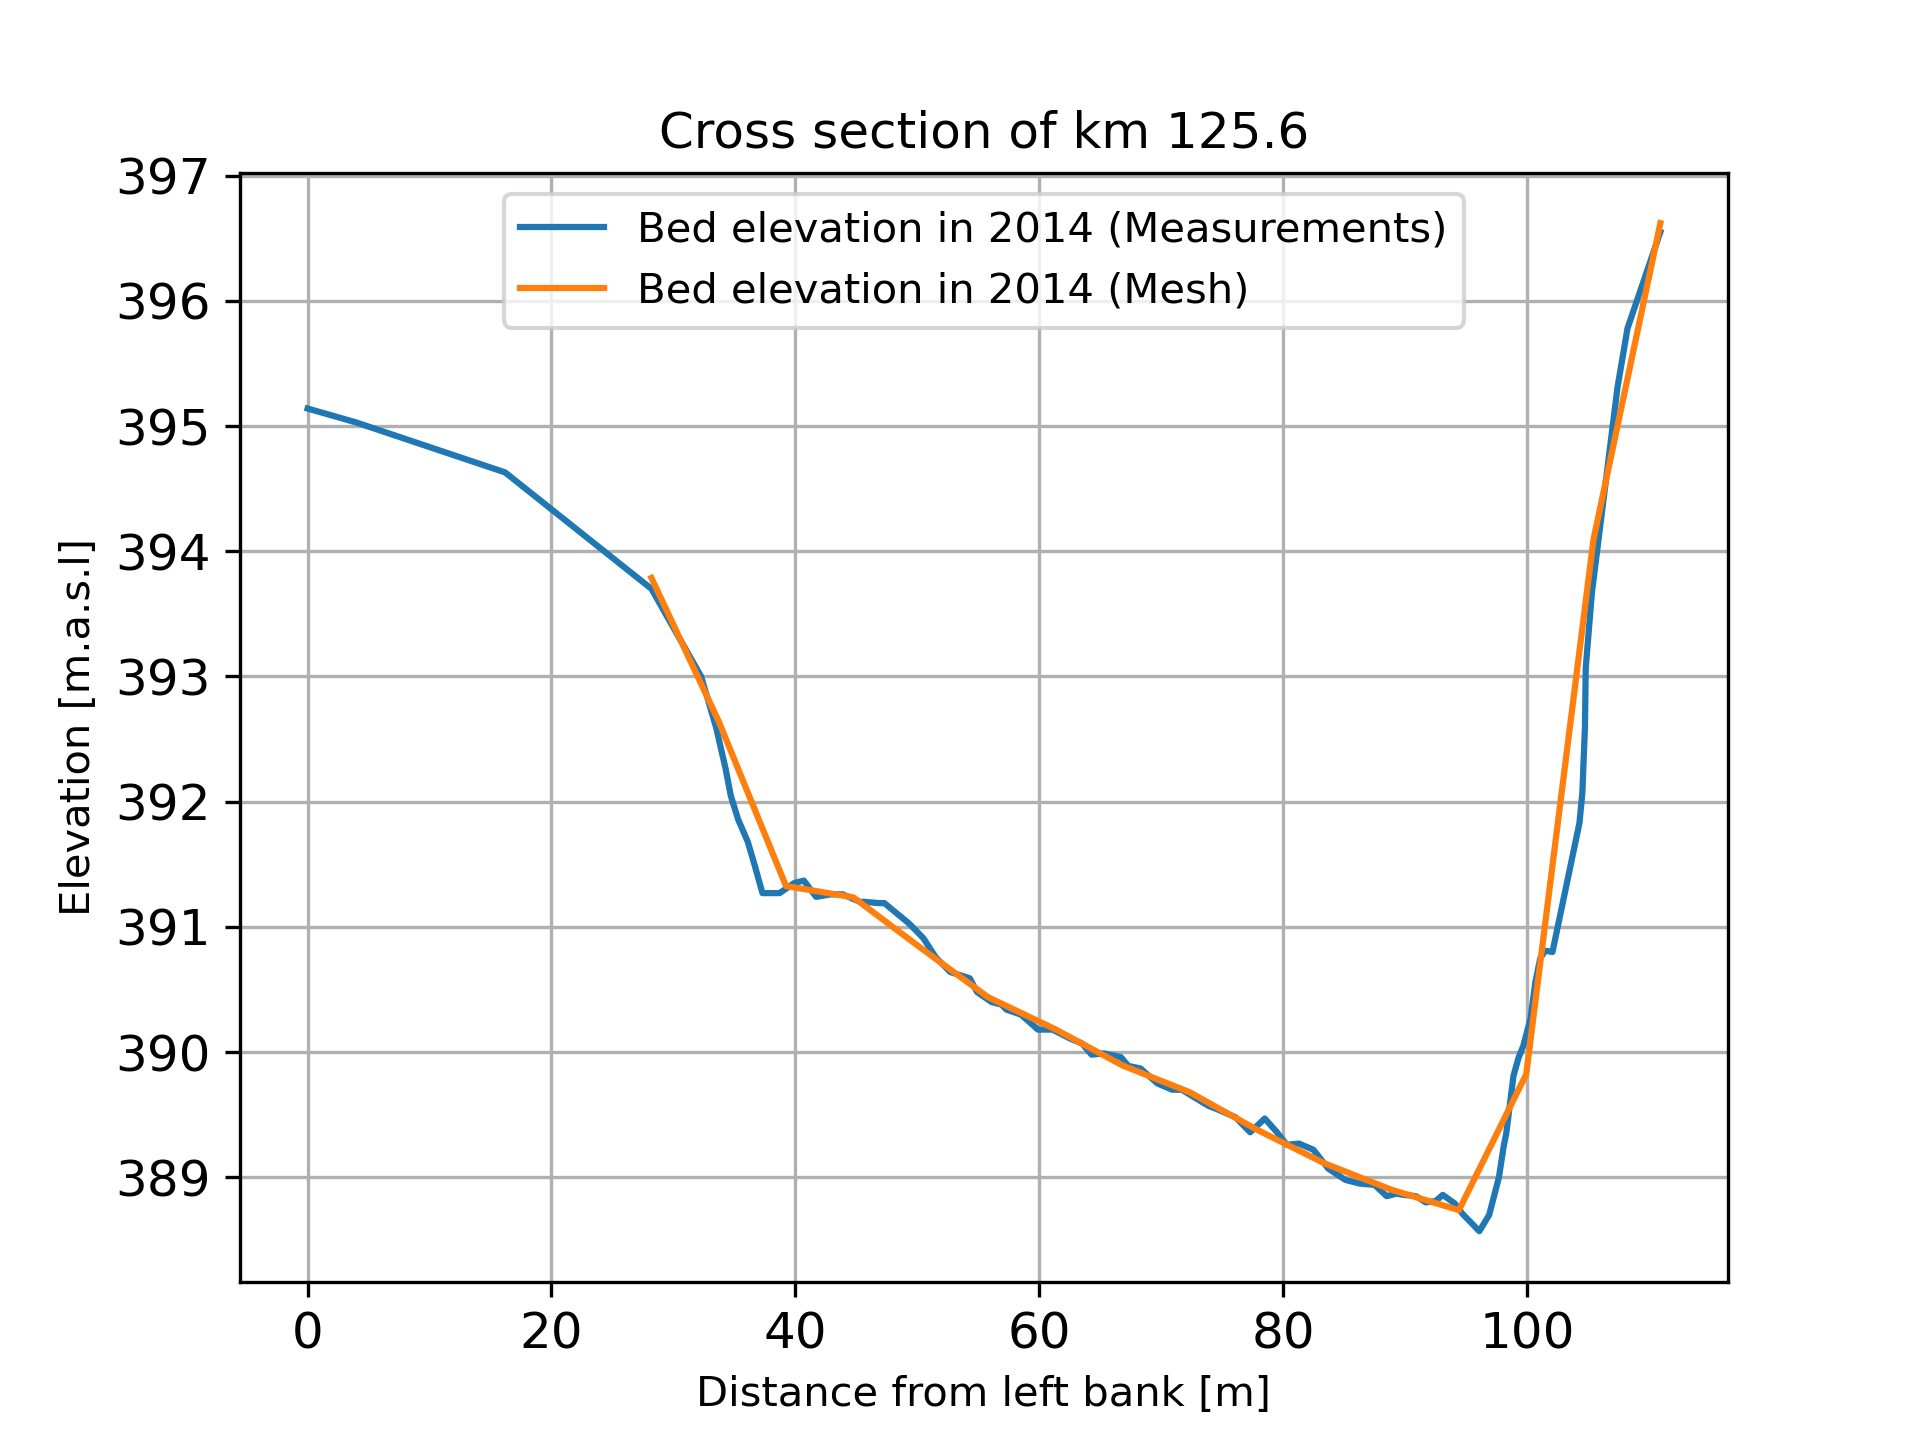 Cross section of km 125.6
Bed elevation in 2014 (Measurements)
Bed elevation in 2014 (Mesh)
Elevation [m.a.s.l]
397
396
395
394
393
392
391
390
389
0 20 40 60 80 100
Distance from left bank [m]